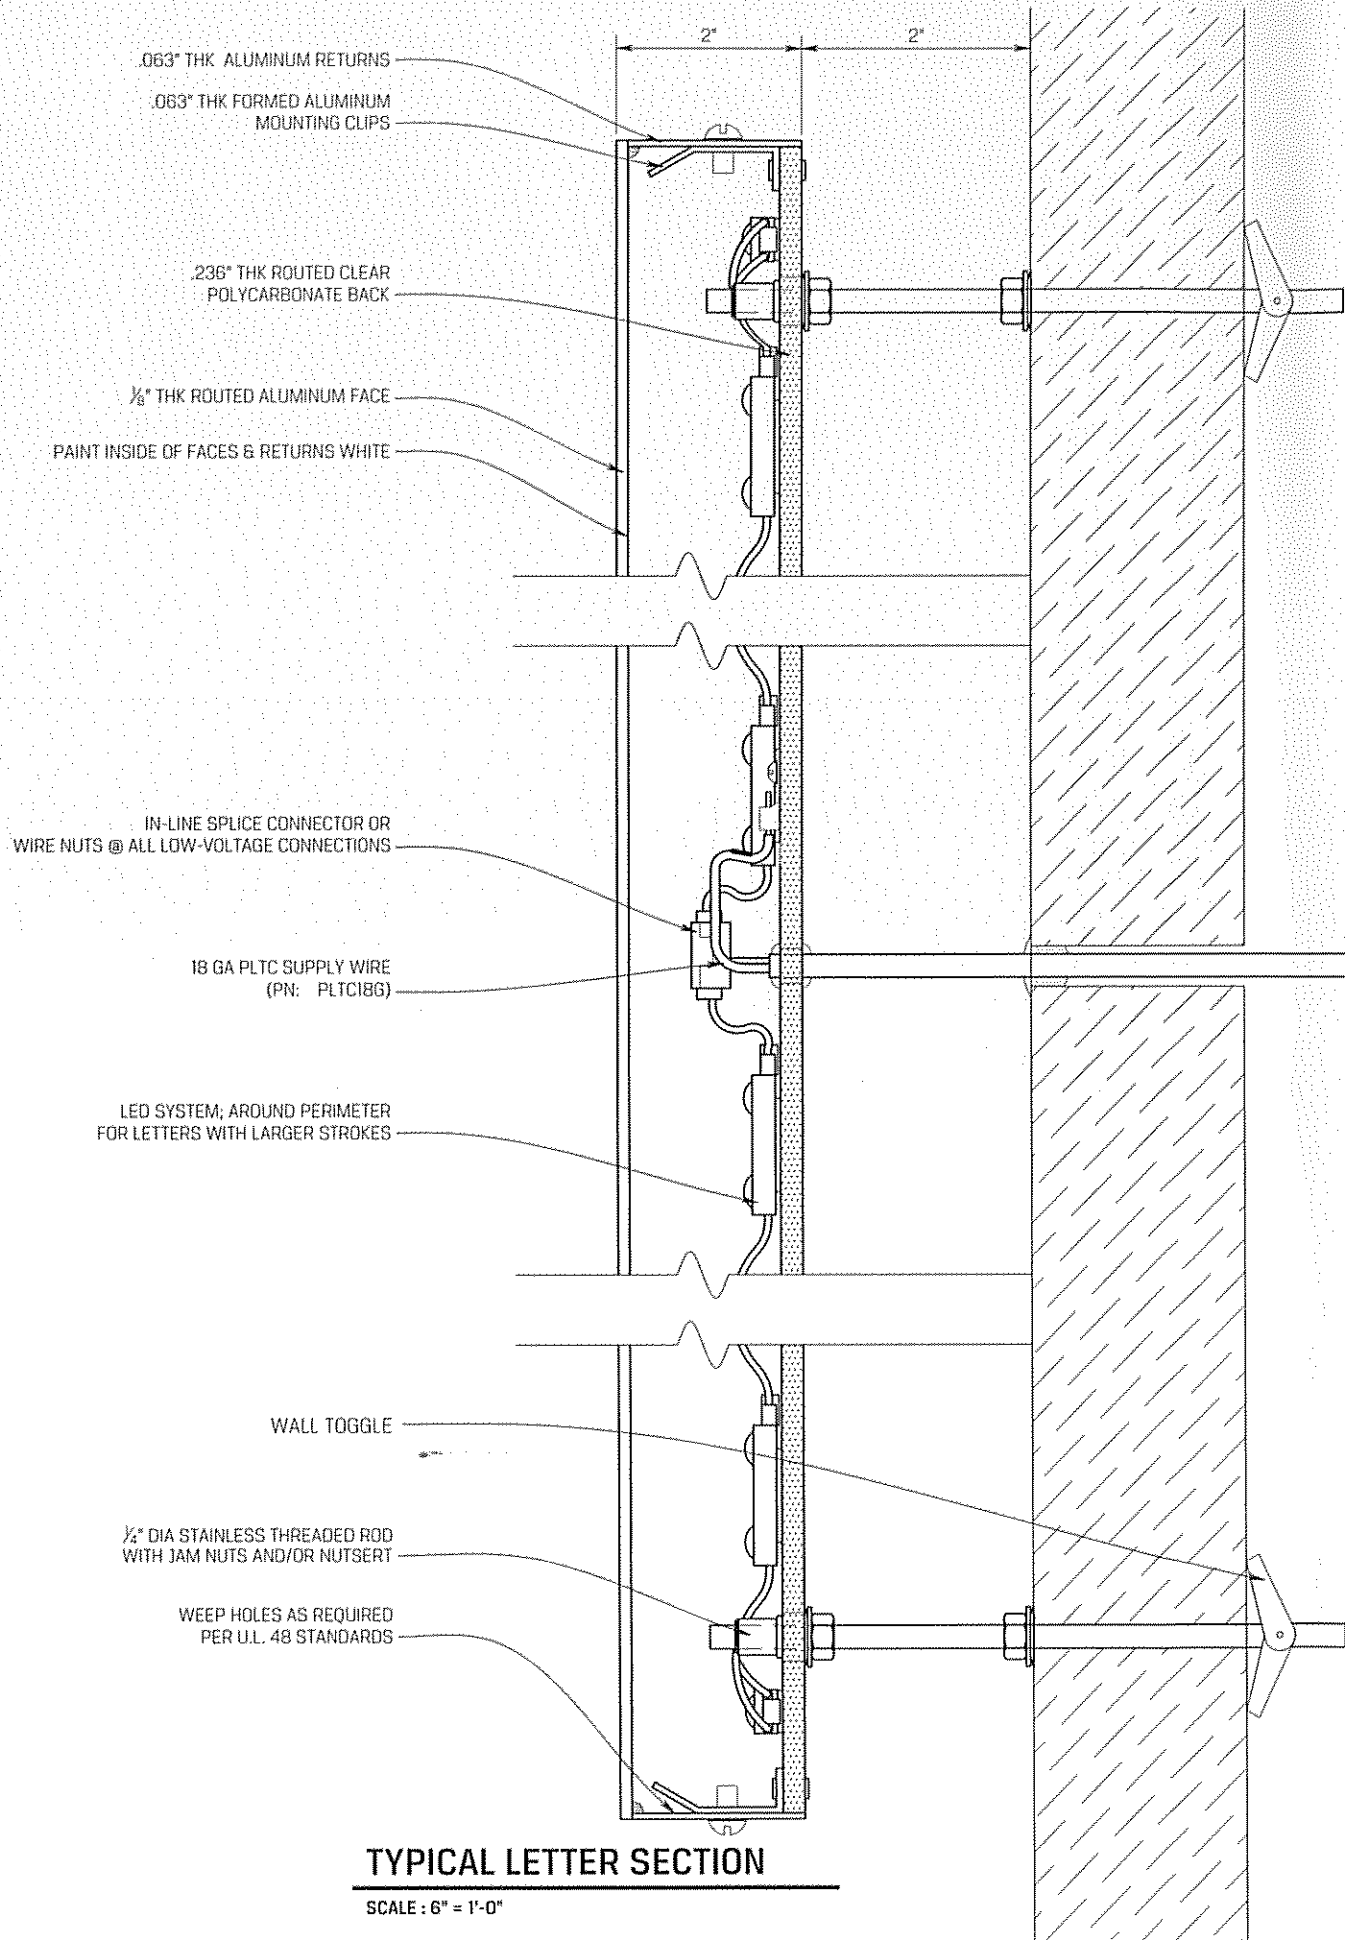 2"
2"
.063" THK ALUMINUM RETURNS
.063" THK FORMED ALUMINUM
MOUNTING CLIPS
.236" THK ROUTED CLEAR
POLYCARBONATE BACK
⅛" THK ROUTED ALUMINUM FACE
PAINT INSIDE OF FACES & RETURNS WHITE
IN-LINE SPLICE CONNECTOR OR
WIRE NUTS @ ALL LOW-VOLTAGE CONNECTIONS
18 GA PLTC SUPPLY WIRE
(PN: PLTC18G)
LED SYSTEM; AROUND PERIMETER
FOR LETTERS WITH LARGER STROKES
WALL TOGGLE
¼" DIA STAINLESS THREADED ROD
WITH JAM NUTS AND/OR NUTSERT
WEEP HOLES AS REQUIRED
PER U.L. 48 STANDARDS
TYPICAL LETTER SECTION
SCALE : 6" = 1'-0"